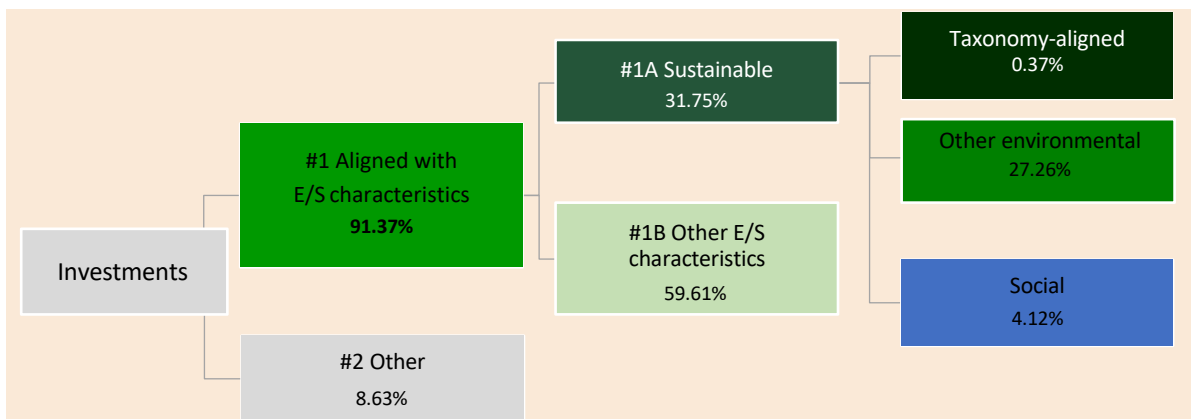 Investments
#1 Aligned with
E/S characteristics
91.37%
#2 Other
8.63%
#1A Sustainable
31.75%
#1B Other E/S
characteristics
59.61%
Taxonomy-aligned
0.37%
Other environmental
27.26%
Social
4.12%